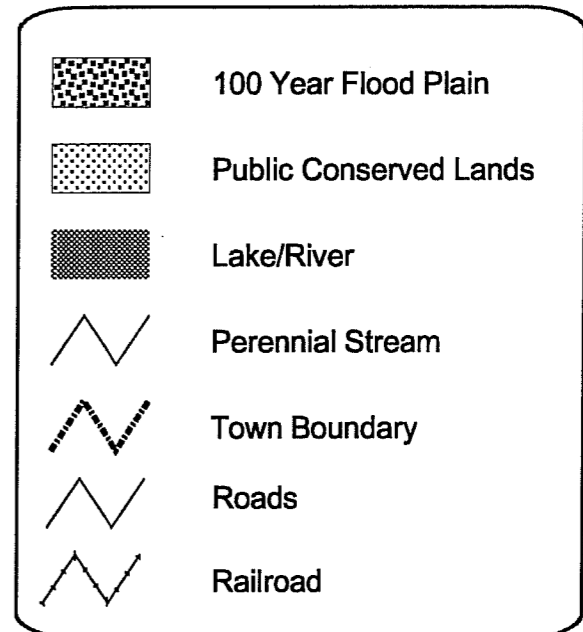 100 Year Flood Plain
Public Conserved Lands
Lake/River
Perennial Stream
Town Boundary
Roads
Railroad